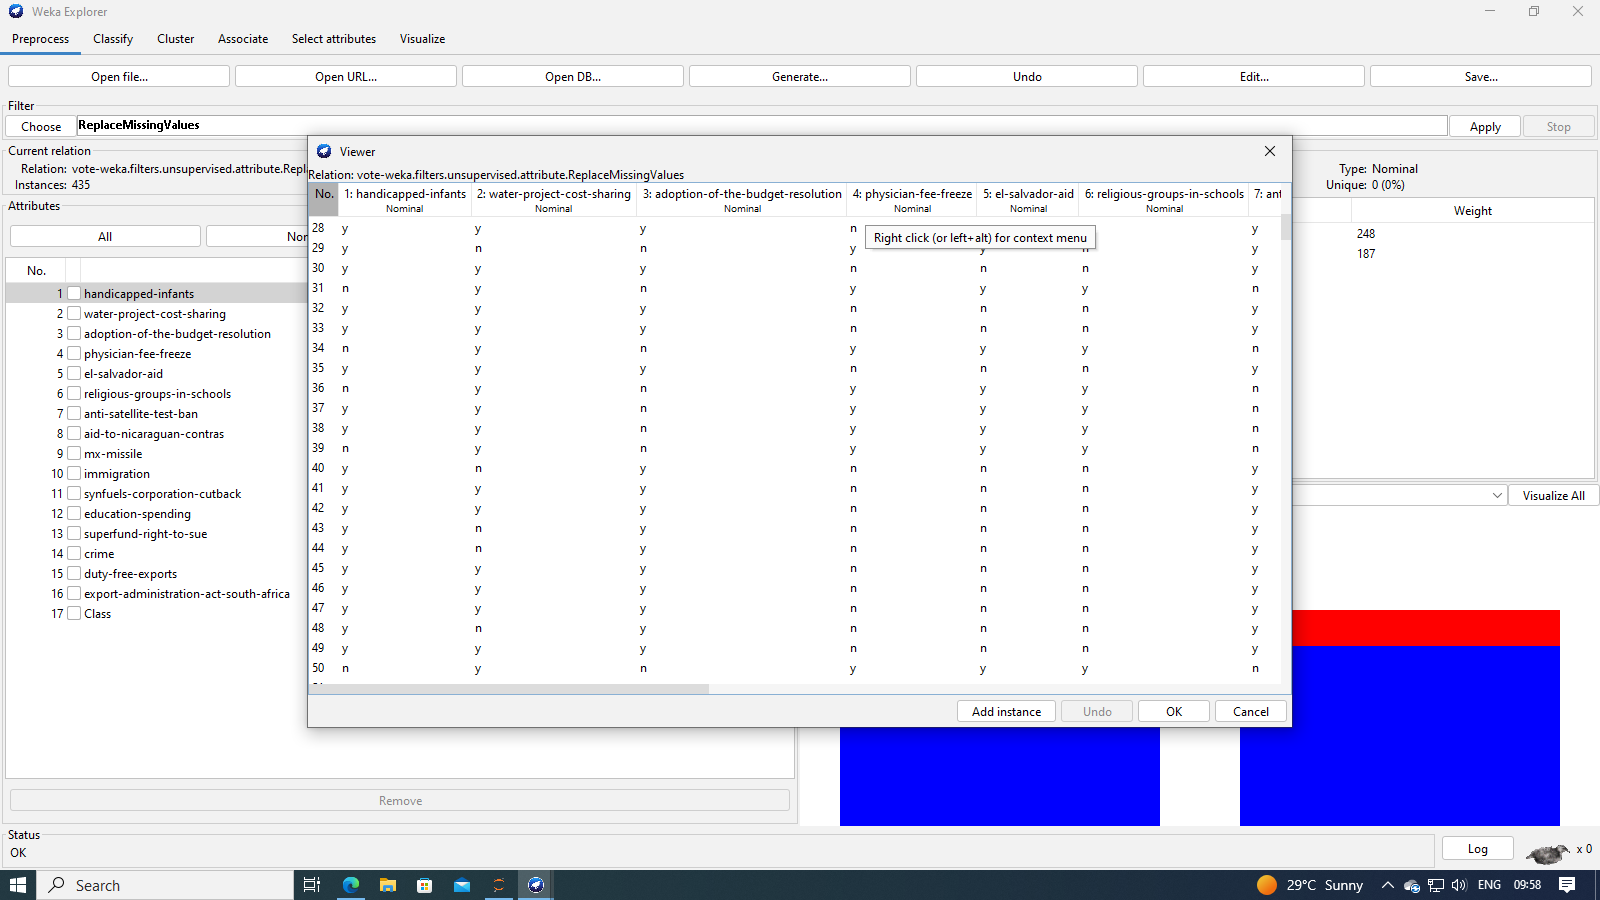 Weka Explorer
Preprocess Classify Cluster Associate Select attributes Visualize
Open file... Open URL... Open DB... Generate... Undo Edit... Save...
Filter
Choose ReplaceMissingValues Apply Stop
Current relation
Relation: vote-weka.filters.unsupervised.attribute.Repl
Instances: 435
Type: Nominal
Unique: 0 (0%)
Attributes
All Non
No.
1 handicapped-infants
2 water-project-cost-sharing
3 adoption-of-the-budget-resolution
4 physician-fee-freeze
5 el-salvador-aid
6 religious-groups-in-schools
7 anti-satellite-test-ban
8 aid-to-nicaraguan-contras
9 mx-missile
10 immigration
11 synfuels-corporation-cutback
12 education-spending
13 superfund-right-to-sue
14 crime
15 duty-free-exports
16 export-administration-act-south-africa
17 Class
Remove
Weight
248
187
Visualize All
Viewer
Relation: vote-weka.filters.unsupervised.attribute.ReplaceMissingValues
No. 1: handicapped-infants 2: water-project-cost-sharing 3: adoption-of-the-budget-resolution 4: physician-fee-freeze 5: el-salvador-aid 6: religious-groups-in-schools 7: ant
Nominal Nominal Nominal Nominal Nominal Nominal
28 y y y n y
Right click (or left+alt) for context menu
29 y n n y y n y
30 y y y n n n y
31 n y n y y y n
32 y y y n n n y
33 y y y n n n y
34 n y n y y y n
35 y y y n n n y
36 n y n y y y n
37 y y n y y y n
38 y y n y y y n
39 n y n y y y n
40 y n y n n n y
41 y y y n n n y
42 y y y n n n y
43 y n y n n n y
44 y n y n n n y
45 y y y n n n y
46 y y y n n n y
47 y y y n n n y
48 y n y n n n y
49 y y y n n n y
50 n y n y y y n
Add instance Undo OK Cancel
Status
OK
Log x 0
Search 29°C Sunny ENG 09:58